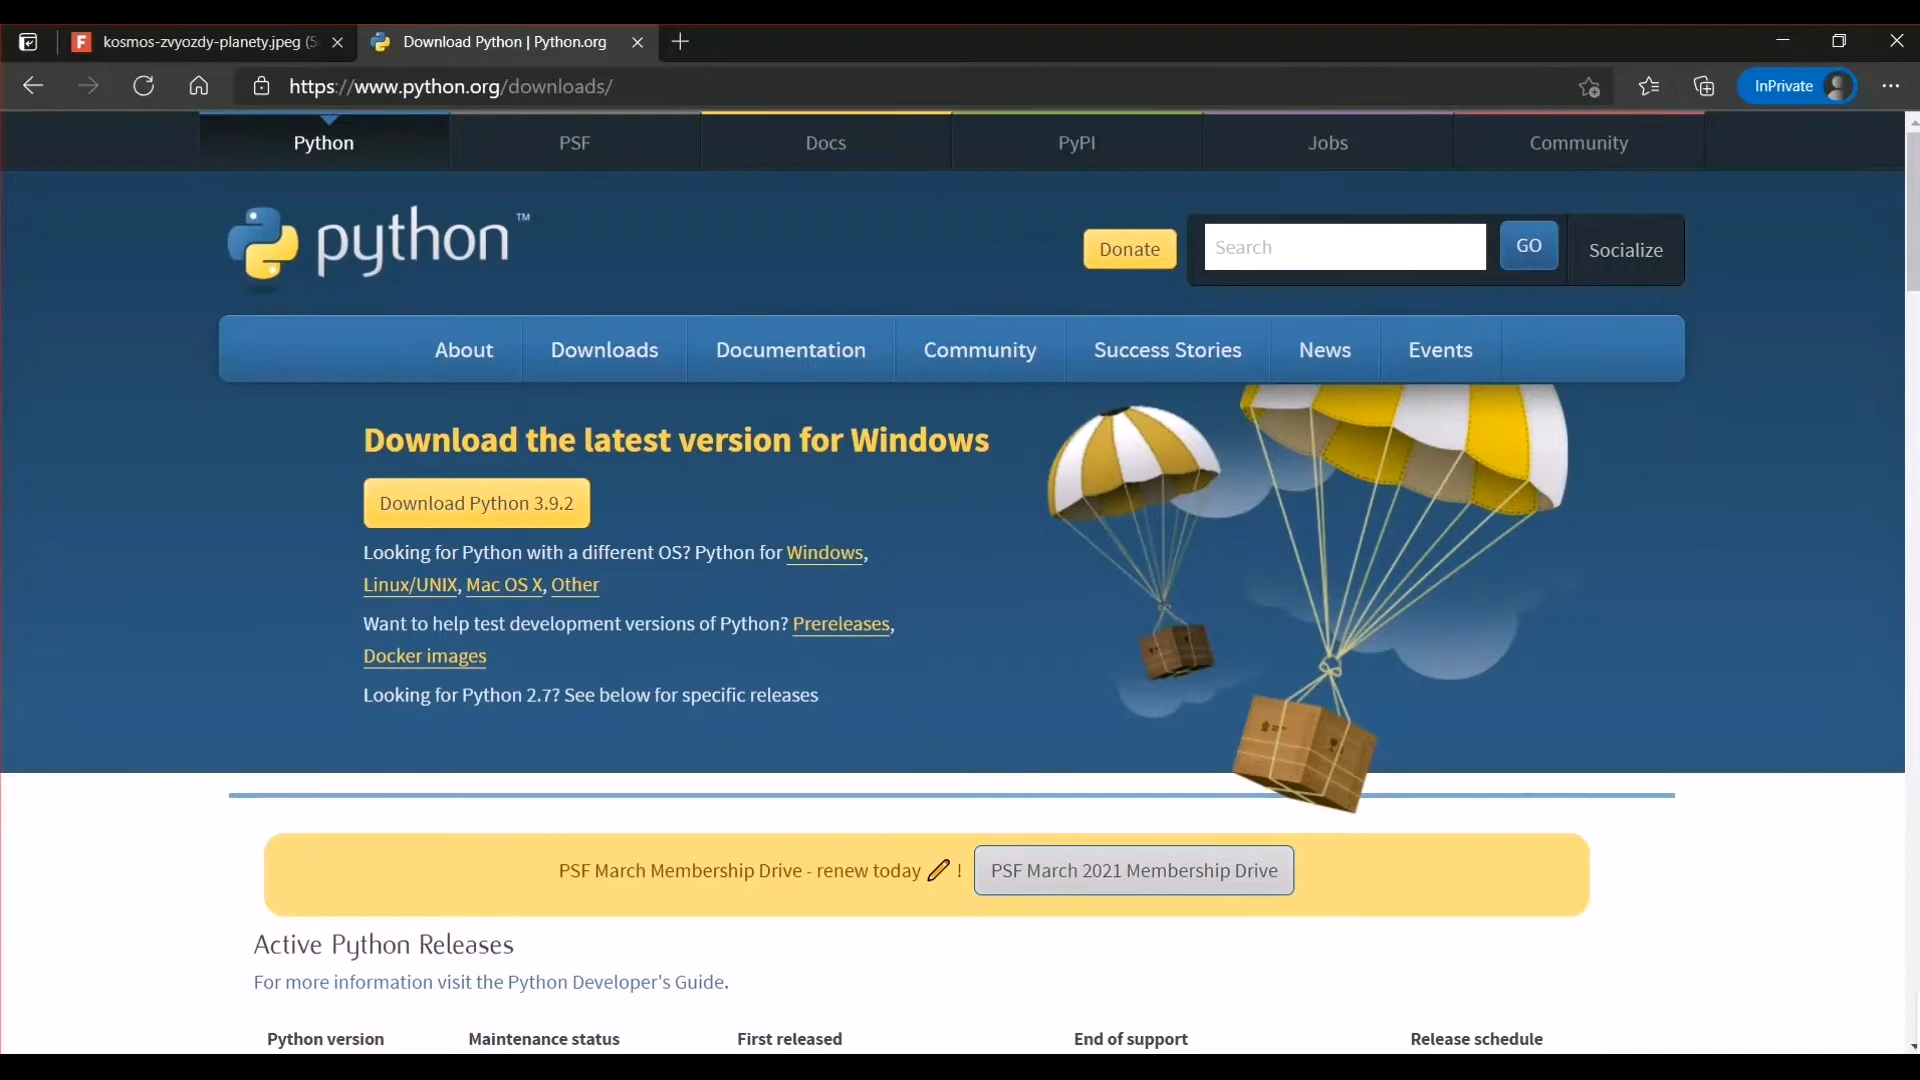 kosmos-zvyozdy-planety.jpeg (5
Download Python | Python.org
https://www.python.org/downloads/
InPrivate
Python
PSF
Docs
PyPI
Jobs
Community
python™
Donate
Search
GO
Socialize
About
Downloads
Documentation
Community
Success Stories
News
Events
Download the latest version for Windows
Download Python 3.9.2
Looking for Python with a different OS? Python for Windows,
Linux/UNIX, Mac OS X, Other
Want to help test development versions of Python? Prereleases,
Docker images
Looking for Python 2.7? See below for specific releases
PSF March Membership Drive - renew today !
PSF March 2021 Membership Drive
Active Python Releases
For more information visit the Python Developer's Guide.
Python version
Maintenance status
First released
End of support
Release schedule